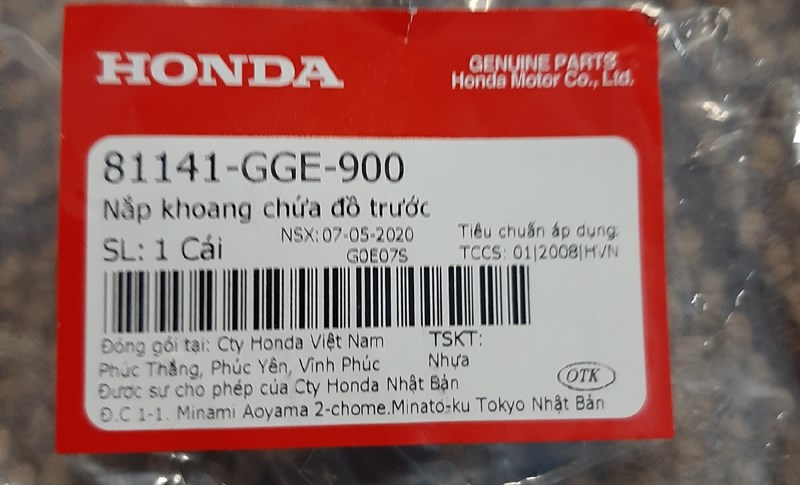 HONDA
GENUINE PARTS
Honda Motor Co., Ltd.
81141-GGE-900
Nắp khoang chứa đồ trước
SL: 1 Cái
NSX: 07-05-2020
G0E07S
Tiêu chuẩn áp dụng:
TCCS: 01|2008|HVN
Đóng gói tại: Cty Honda Việt Nam
Phúc Thắng, Phúc Yên, Vĩnh Phúc
TSKT:
Nhựa
Được sự cho phép của Cty Honda Nhật Bản
Đ.C 1-1. Minami Aoyama 2-chome.Minato-ku Tokyo Nhật Bản
OTK